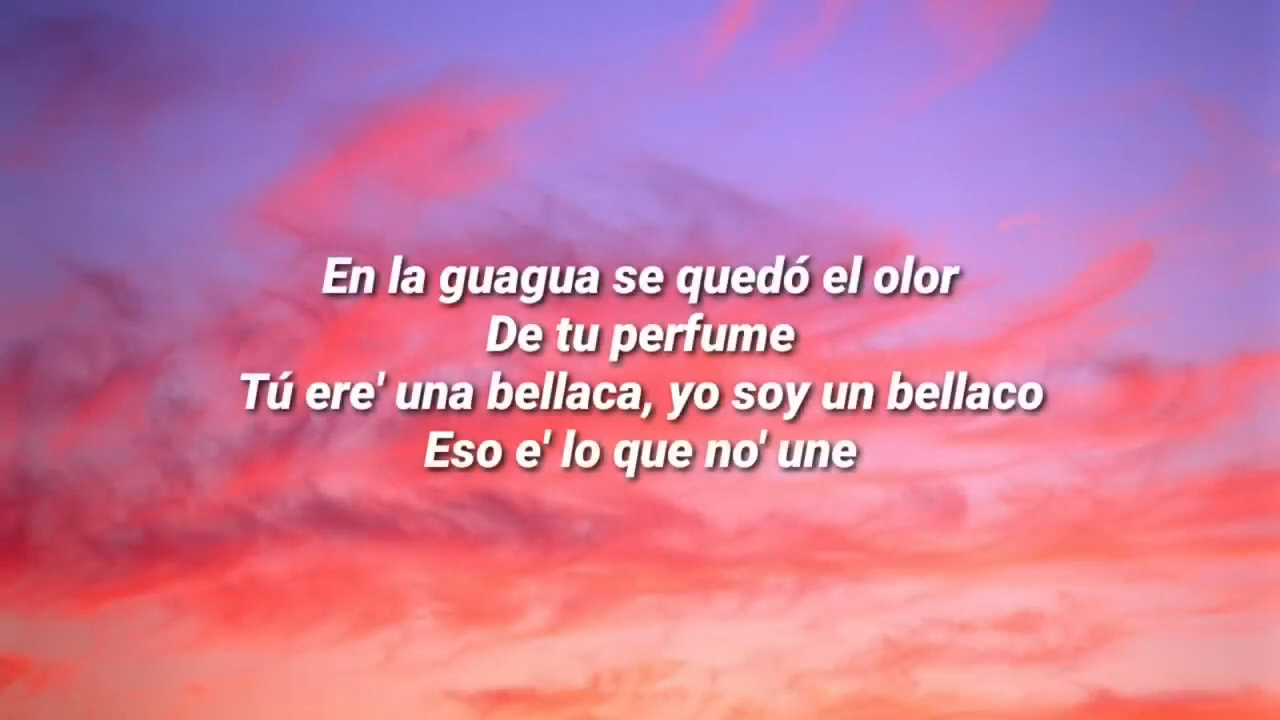 En la guagua se quedó el olor
De tu perfume
Tú ere' una bellaca, yo soy un bellaco
Eso e' lo que no' une